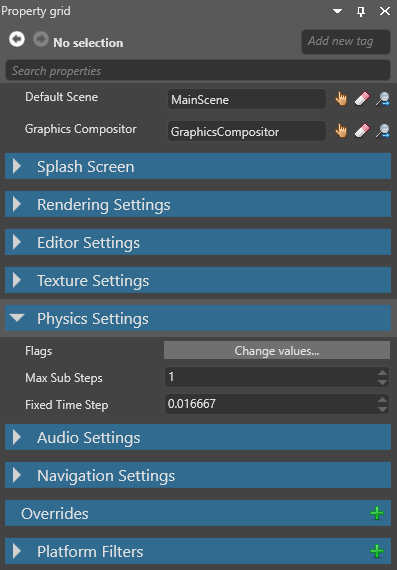 Property grid
No selection
Add new tag
Search properties
Default Scene MainScene
Graphics Compositor GraphicsCompositor
Splash Screen
Rendering Settings
Editor Settings
Texture Settings
Physics Settings
Flags Change values...
Max Sub Steps 1
Fixed Time Step 0.016667
Audio Settings
Navigation Settings
Overrides
Platform Filters